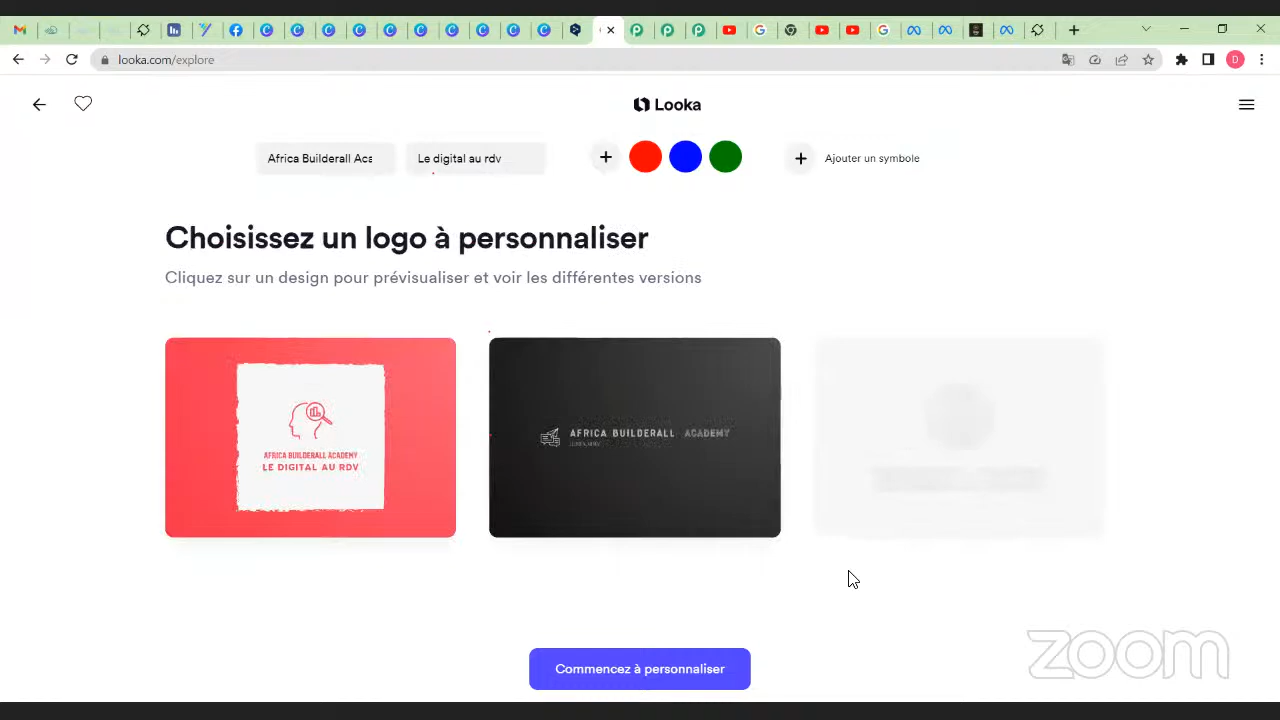 looka.com/explore
D
Looka
Africa Builderall Aca
Le digital au rdv
Ajouter un symbole
Choisissez un logo à personnaliser
Cliquez sur un design pour prévisualiser et voir les différentes versions
AFRICA BUILDERALL ACADEMY
LE DIGITAL AU RDV
AFRICA BUILDERALL ACADEMY
Commencez à personnaliser
zoom